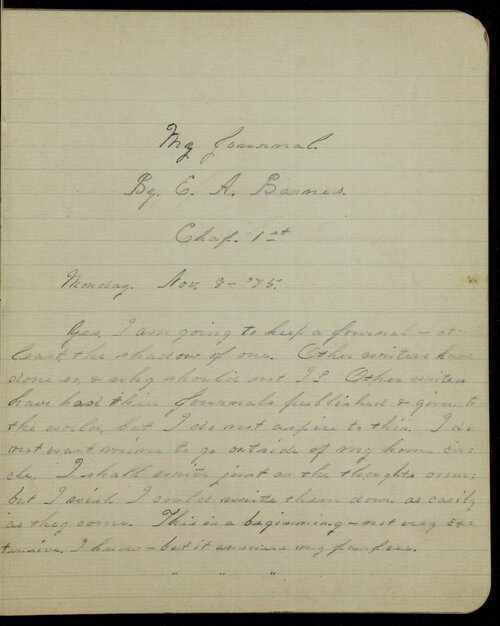 My Journal.
By. E. A. Barnes.
Chap. 1st
Monday. Nov. 8 - '75.
Yes, I am going to keep a Journal - at
least, the shadow of one. Other writers have
done so, & why should not I? Other writers
have had their Journals published & given to
the world, but I do not aspire to this. I do
not want mine to go outside of my home cir-
cle. I shall write just as the thoughts occur;
but I wish I could write them down as easily
as they come. This is a beginning - not very ex-
tensive, I know - but it answers my purpose.
" " "